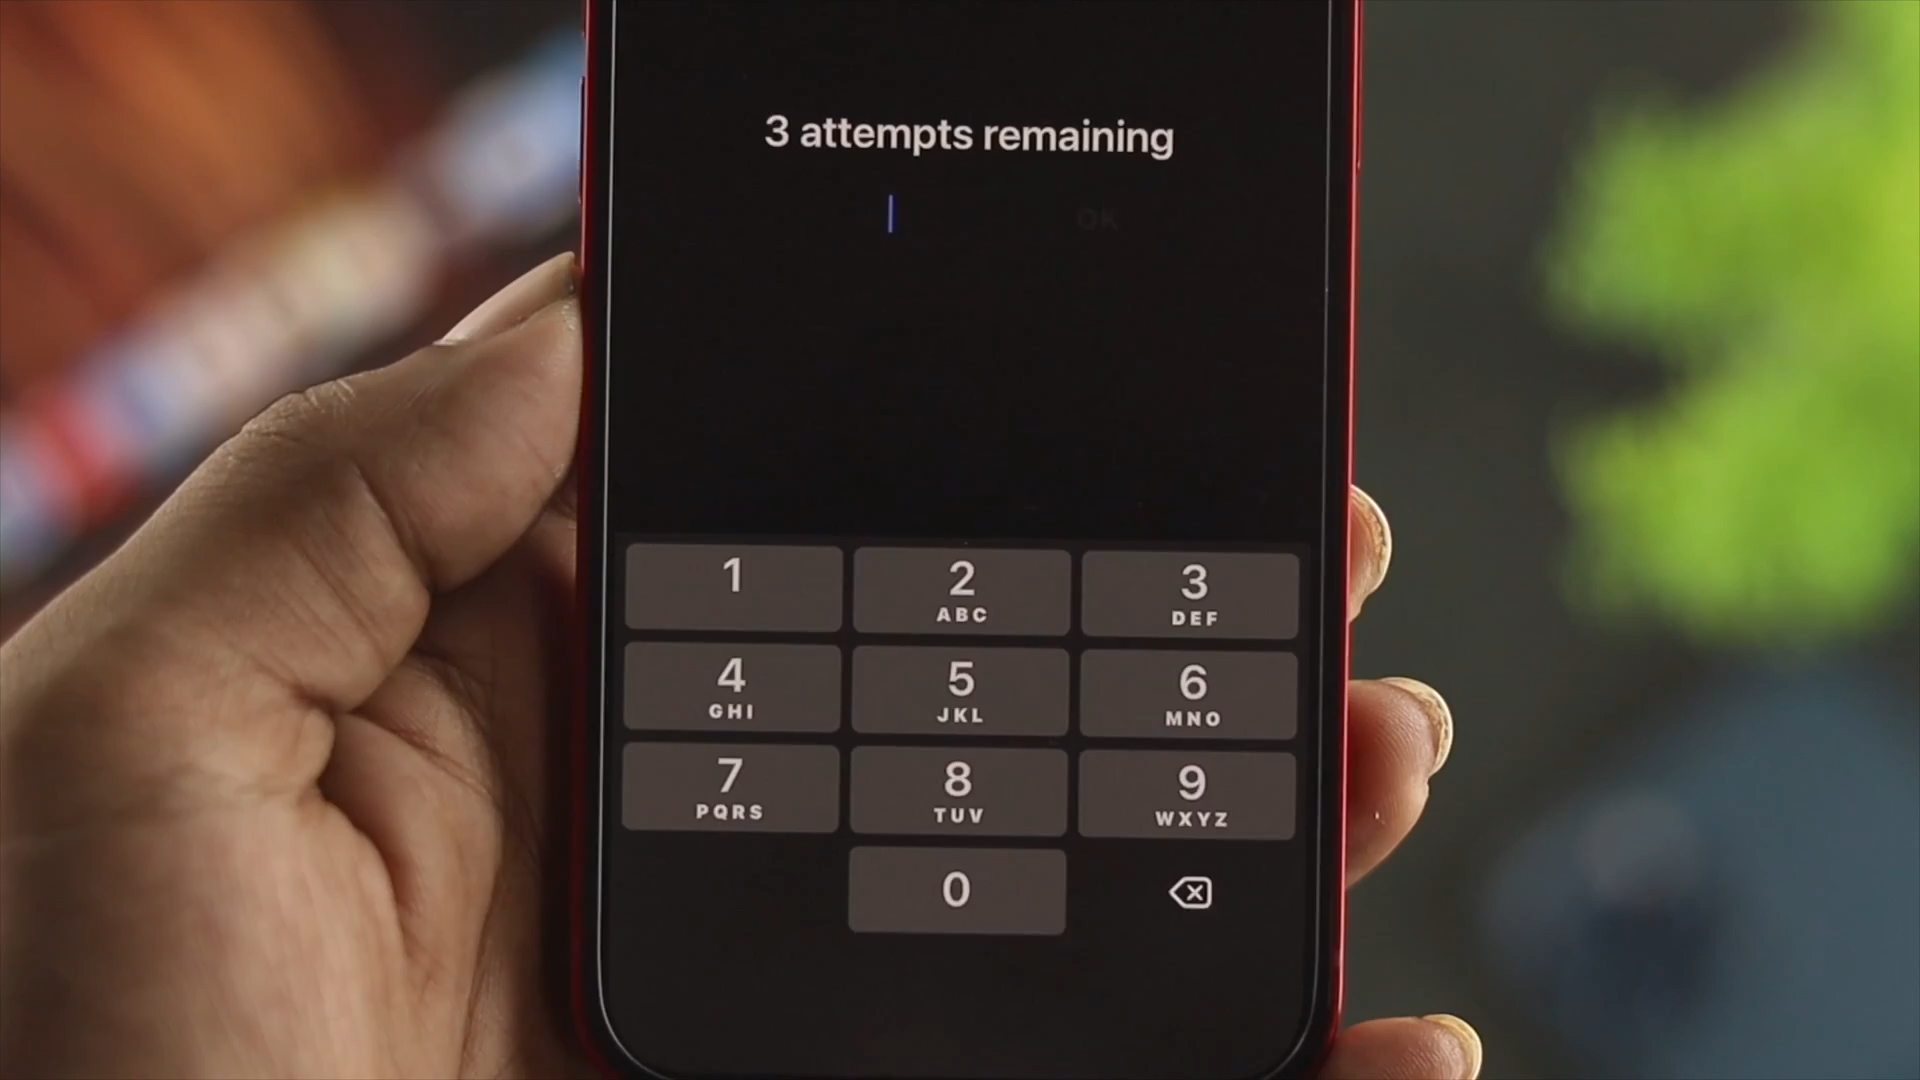 3 attempts remaining
OK
1
2
ABC
3
DEF
4
GHI
5
JKL
6
MNO
7
PQRS
8
TUV
9
WXYZ
0